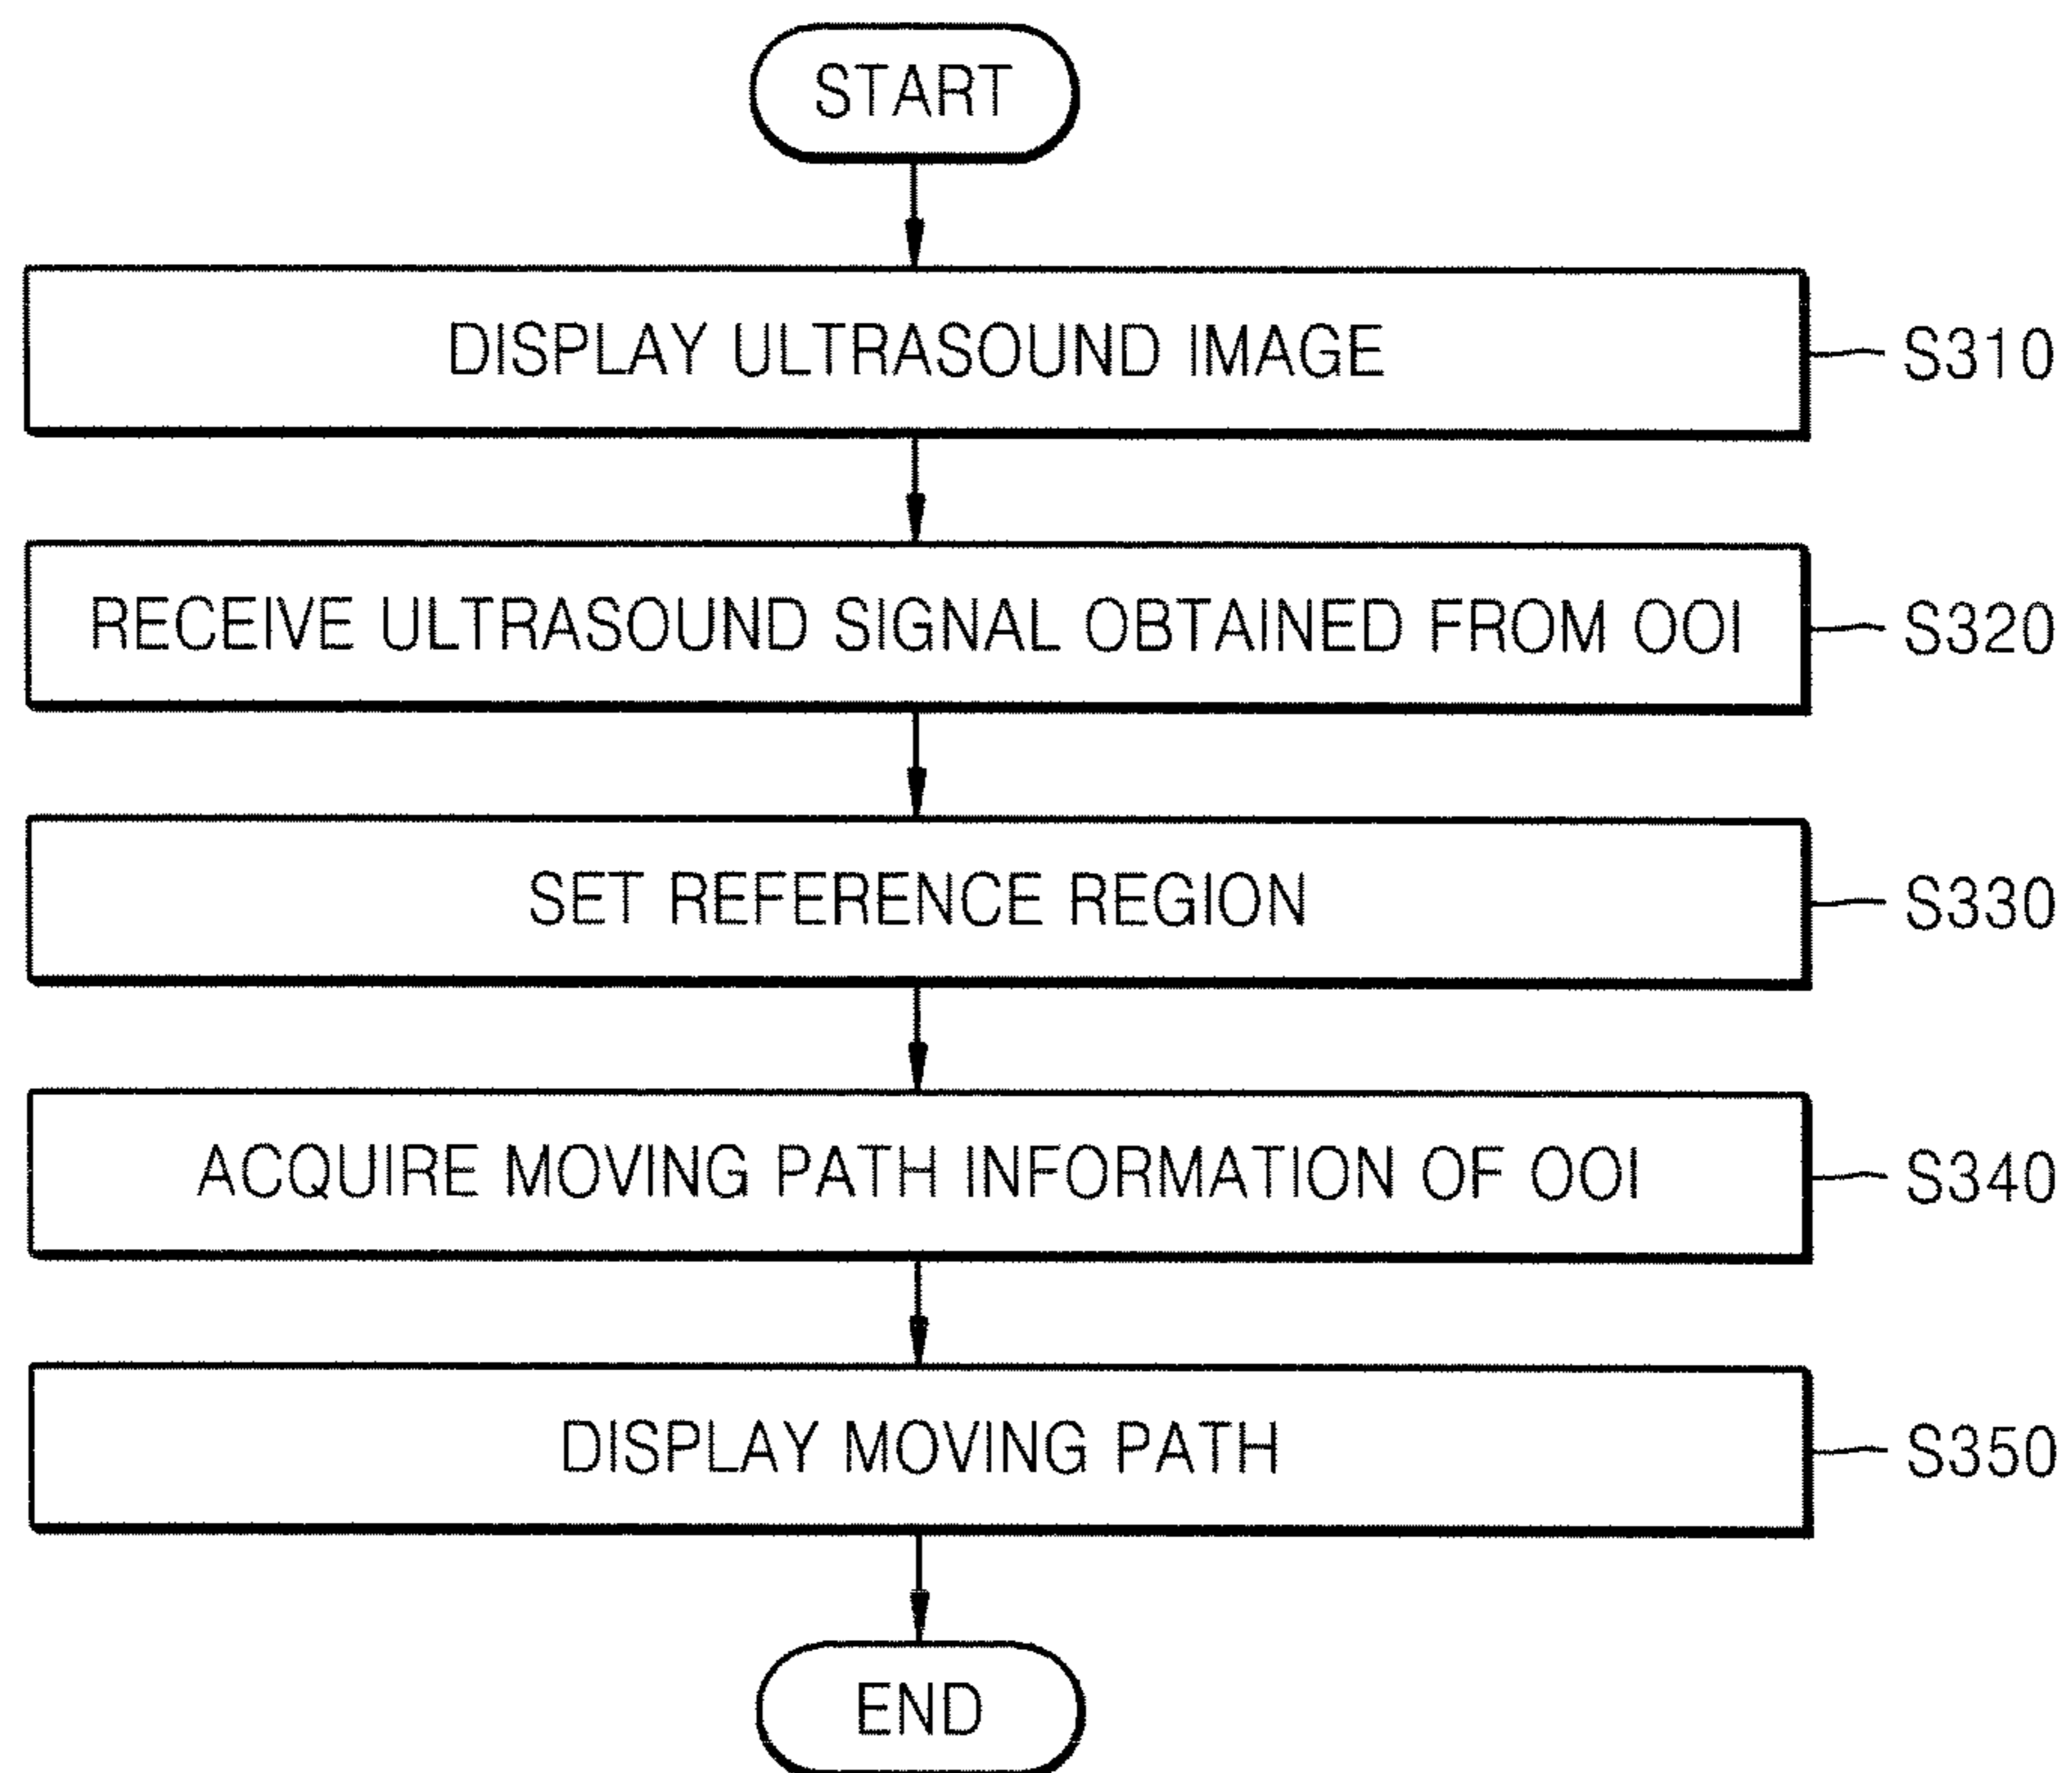 START
DISPLAY ULTRASOUND IMAGE
S310
RECEIVE ULTRASOUND SIGNAL OBTAINED FROM OOI
S320
SET REFERENCE REGION
S330
ACQUIRE MOVING PATH INFORMATION OF OOI
S340
DISPLAY MOVING PATH
S350
END